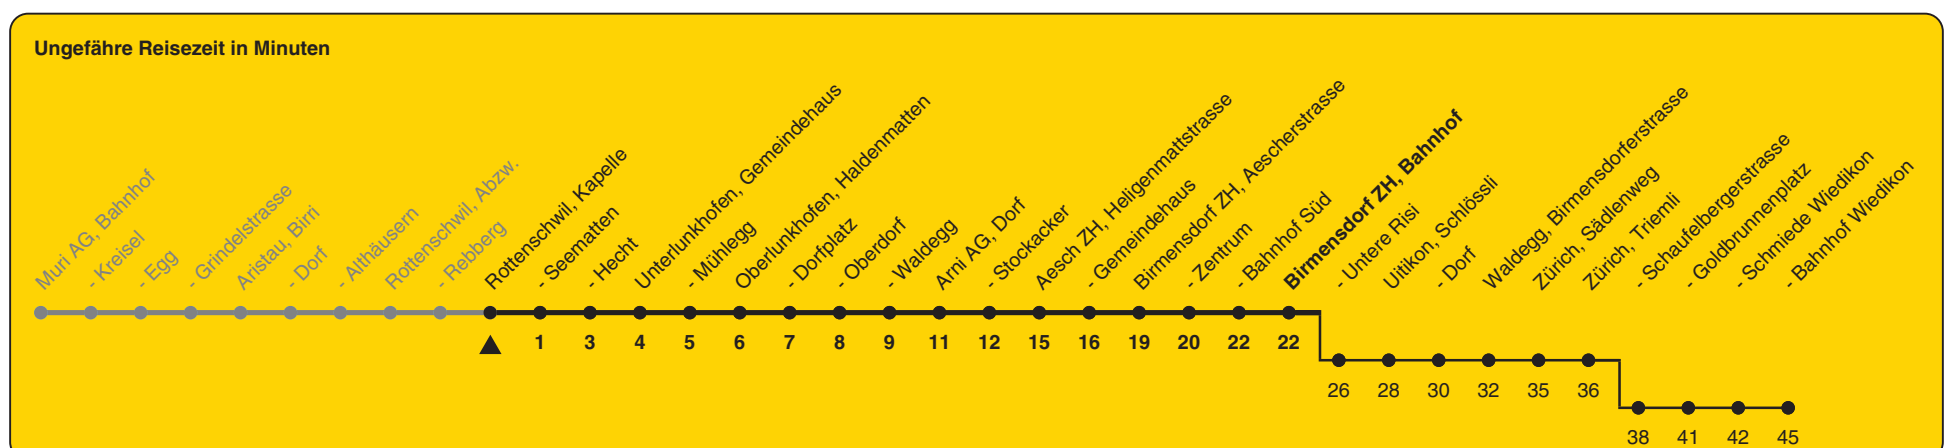 Ungefähre Reisezeit in Minuten
Muri AG, Bahnhof
- Kreisel
- Egg
- Grindelstrasse
Aristau, Birri
- Dorf
- Althäusern
Rottenschwil, Abzw.
- Rebberg
Rottenschwil, Kapelle
- Seematten
- Hecht
Unterlunkhofen, Gemeindehaus
- Mühlegg
Oberlunkhofen, Haldenmatten
- Dorfplatz
- Oberdorf
- Waldegg
Arni AG, Dorf
- Stockacker
Aesch ZH, Heligenmattstrasse
- Gemeindehaus
Birmensdorf ZH, Aescherstrasse
- Zentrum
- Bahnhof Süd
Birmensdorf ZH, Bahnhof
- Untere Risi
Uitikon, Schlössli
- Dorf
Waldegg, Birmensdorferstrasse
Zürich, Sädlenweg
Zürich, Triemli
- Schaufelbergerstrasse
- Goldbrunnenplatz
- Schmiede Wiedikon
- Bahnhof Wiedikon
1 3 4 5 6 7 8 9 11 12 15 16 19 20 22 22
26 28 30 32 35 36
38 41 42 45